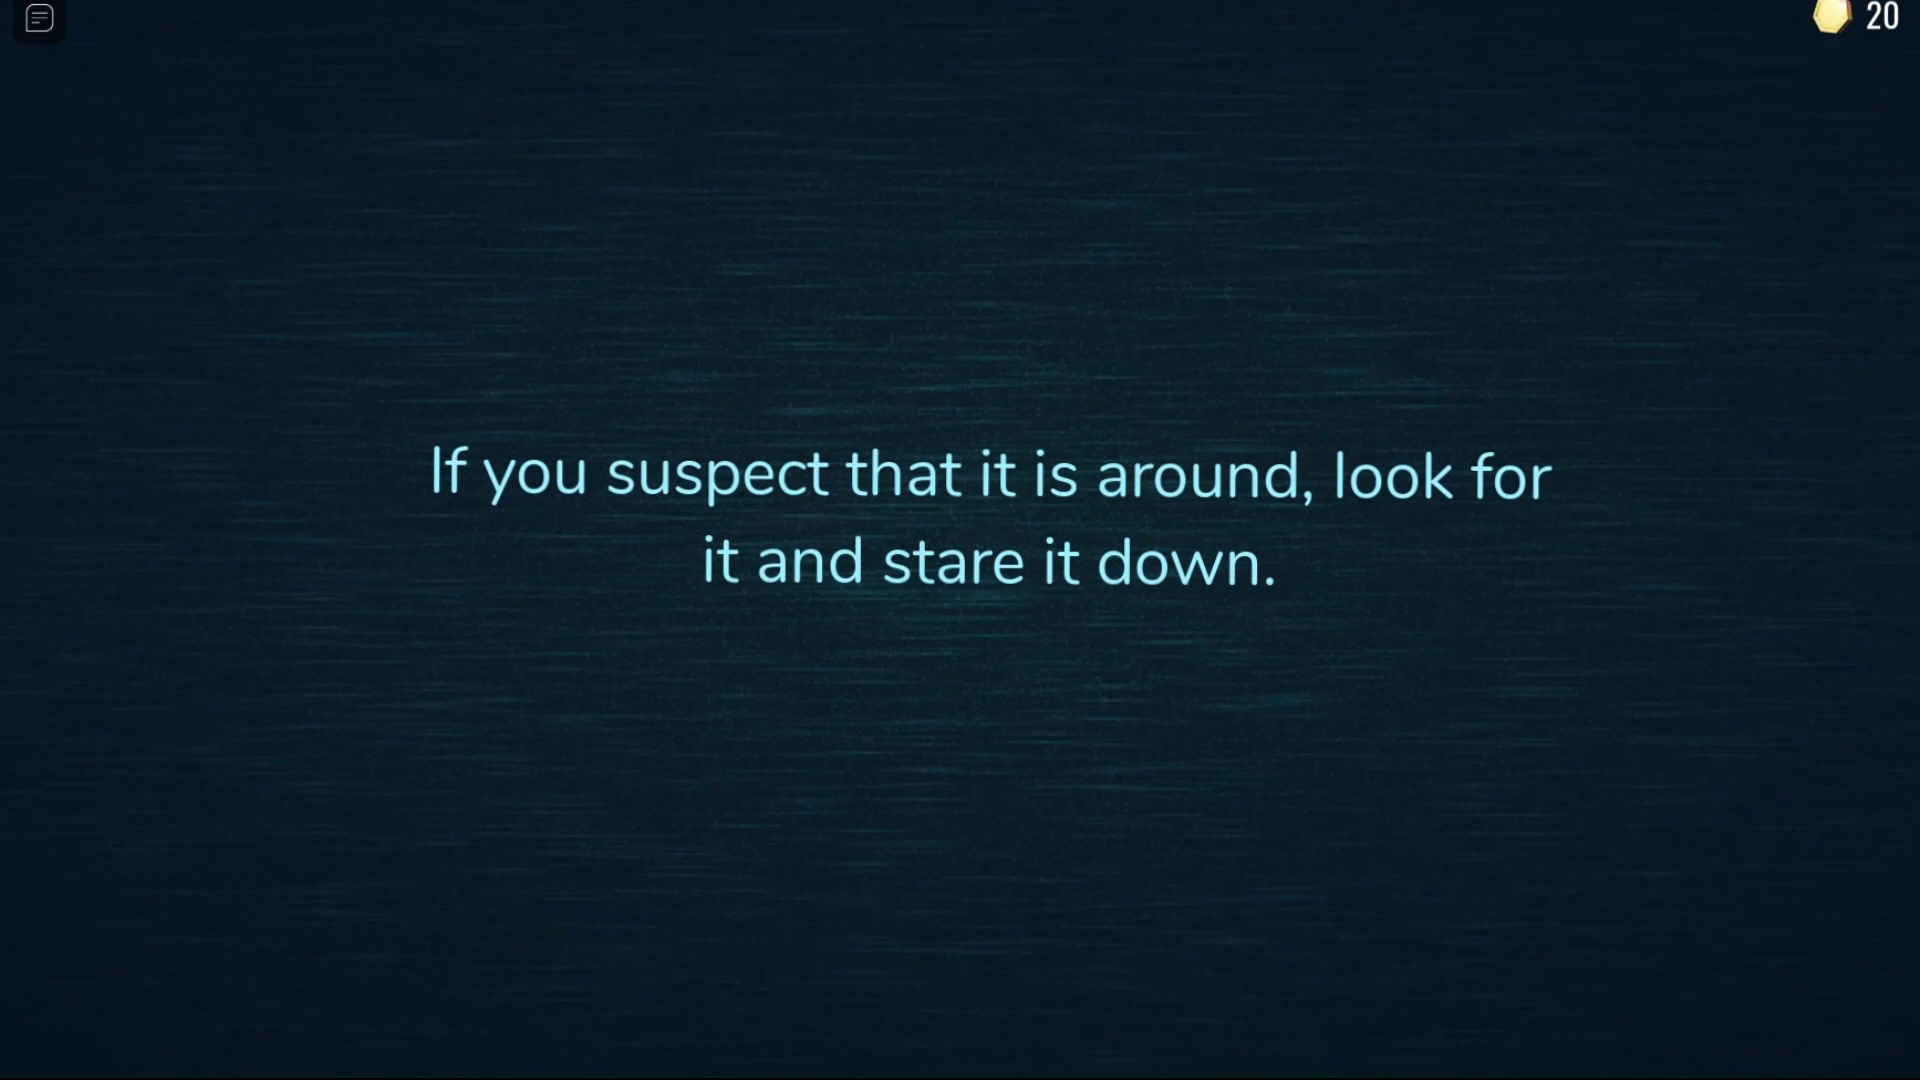 20
If you suspect that it is around, look for
it and stare it down.